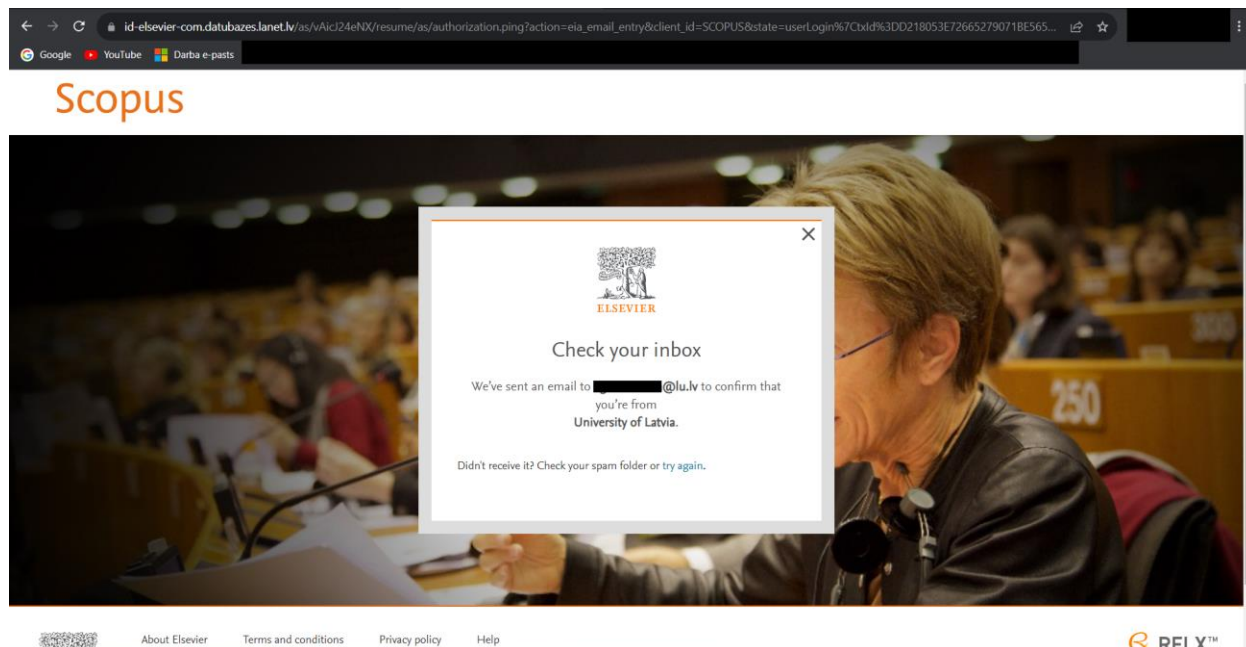 id-elsevier-com.datubazes.lanet.lv/as/vAicJ24eNX/resume/as/authorization.ping?action=eia_email_entry&client_id=SCOPUS&state=userLogin%7CtxId%3DD218053E72665279071BE565...
Google YouTube Darba e-pasts
Scopus
ELSEVIER
Check your inbox
We've sent an email to @lu.lv to confirm that
you're from
University of Latvia.
Didn't receive it? Check your spam folder or try again.
250
About Elsevier Terms and conditions Privacy policy Help
RELX™